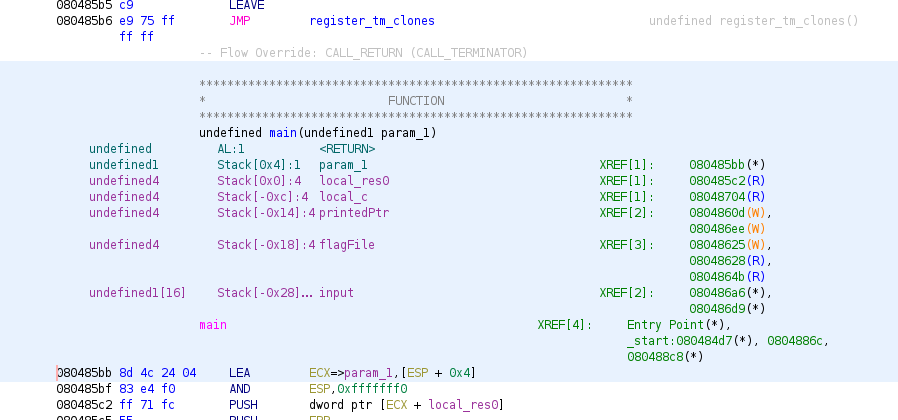 080485b5 c9 LEAVE
080485b6 e9 75 ff JMP register_tm_clones undefined register_tm_clones()
ff ff
-- Flow Override: CALL_RETURN (CALL_TERMINATOR)
**************************************************************
* FUNCTION *
**************************************************************
undefined main(undefined1 param_1)
undefined AL:1 <RETURN>
undefined1 Stack[0x4]:1 param_1 XREF[1]: 080485bb(*)
undefined4 Stack[0x0]:4 local_res0 XREF[1]: 080485c2(R)
undefined4 Stack[-0xc]:4 local_c XREF[1]: 08048704(R)
undefined4 Stack[-0x14]:4 printedPtr XREF[2]: 0804860d(W),
080486ee(W)
undefined4 Stack[-0x18]:4 flagFile XREF[3]: 08048625(W),
08048628(R),
0804864b(R)
undefined1[16] Stack[-0x28]... input XREF[2]: 080486a6(*),
080486d9(*)
main XREF[4]: Entry Point(*),
_start:080484d7(*), 0804886c,
080488c8(*)
080485bb 8d 4c 24 04 LEA ECX=>param_1,[ESP + 0x4]
080485bf 83 e4 f0 AND ESP,0xfffffff0
080485c2 ff 71 fc PUSH dword ptr [ECX + local_res0]
080485c5 55 PUSH EBP